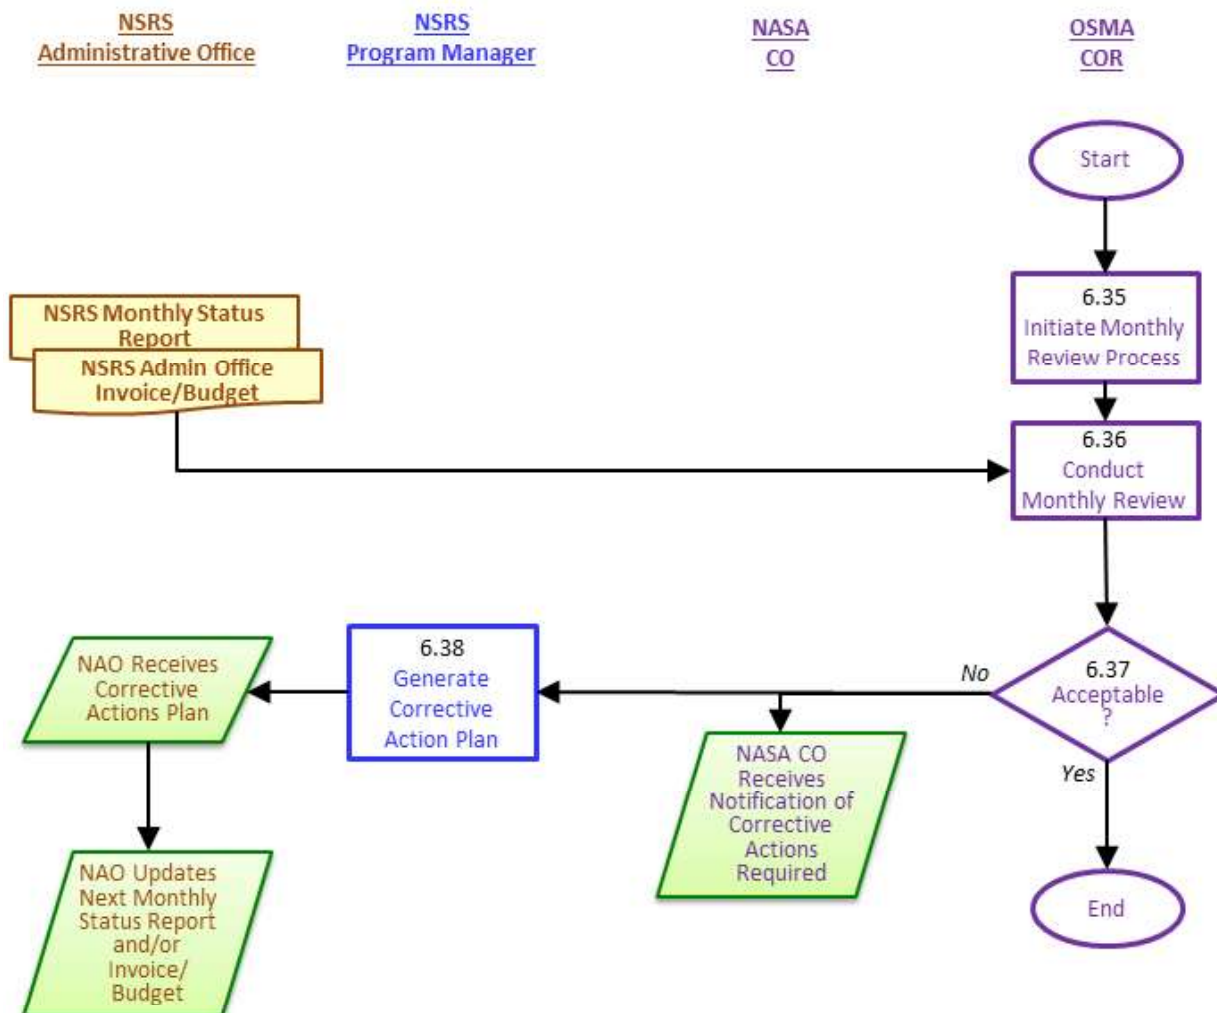 NSRS
Administrative Office
NSRS
Program Manager
NASA
CO
OSMA
COR
Start
6.35
Initiate Monthly
Review Process
NSRS Monthly Status
Report
NSRS Admin Office
Invoice/Budget
6.36
Conduct
Monthly Review
6.37
Acceptable
?
No
Yes
6.38
Generate
Corrective
Action Plan
NAO Receives
Corrective
Actions Plan
NASA CO
Receives
Notification of
Corrective
Actions
Required
NAO Updates
Next Monthly
Status Report
and/or
Invoice/
Budget
End